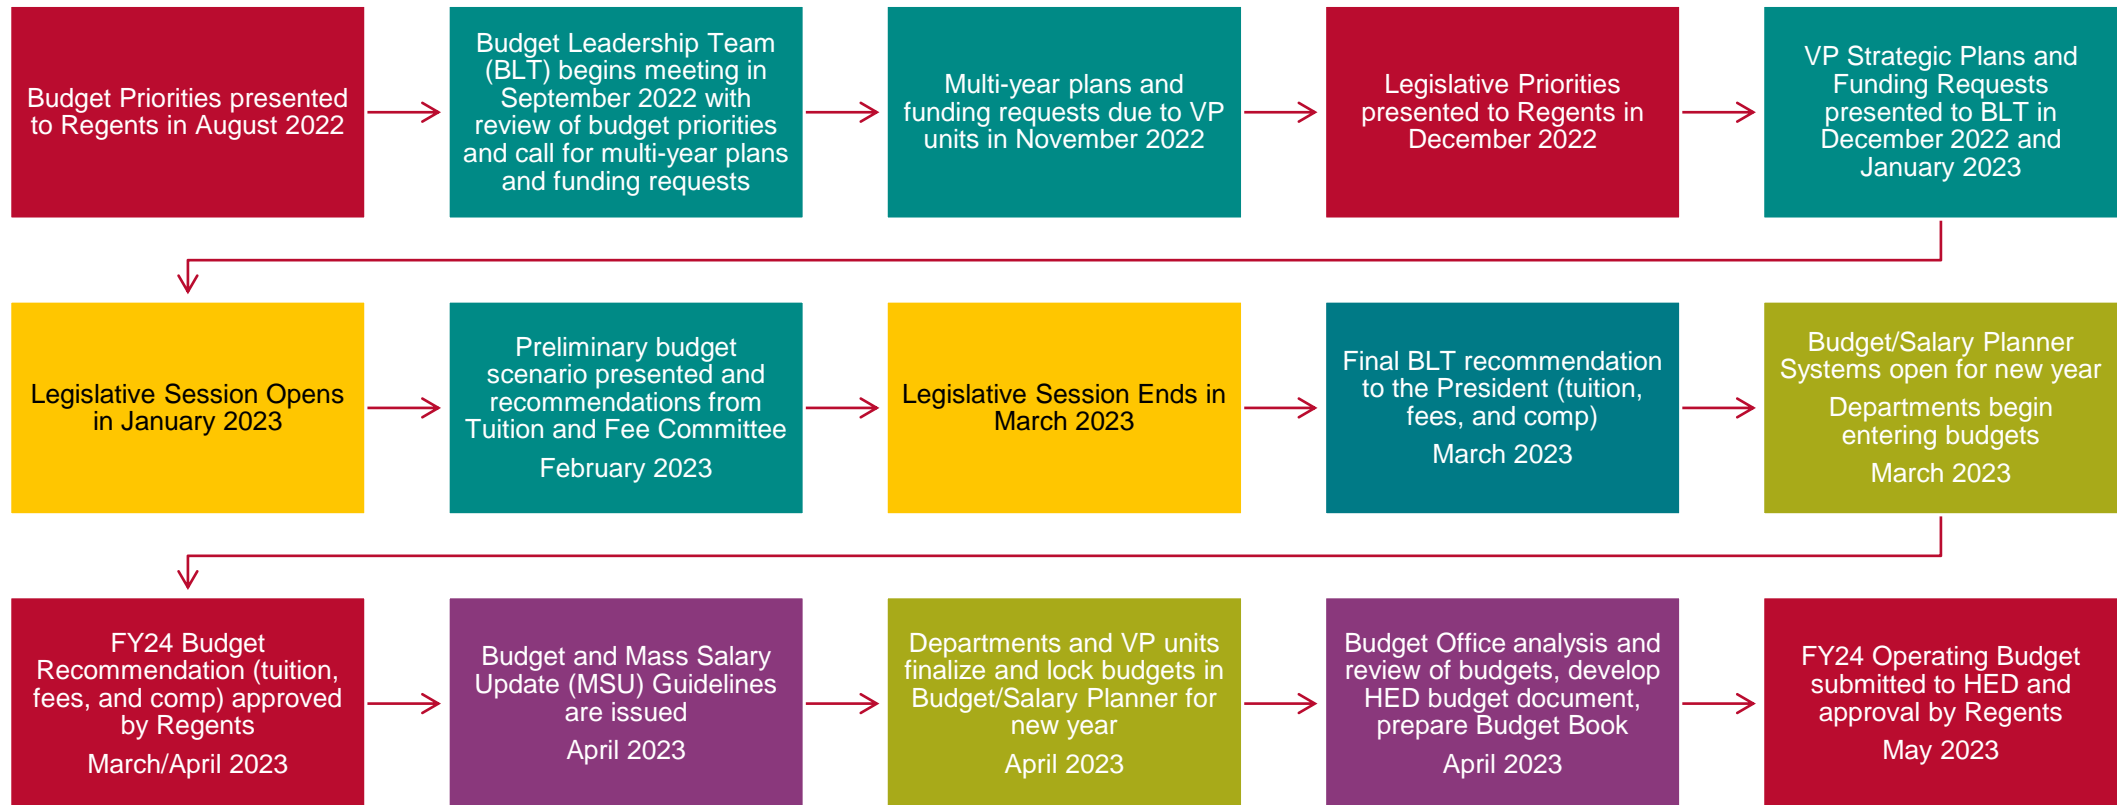 Budget Priorities presented
to Regents in August 2022
Budget Leadership Team
(BLT) begins meeting in
September 2022 with
review of budget priorities
and call for multi-year plans
and funding requests
Multi-year plans and
funding requests due to VP
units in November 2022
Legislative Priorities
presented to Regents in
December 2022
VP Strategic Plans and
Funding Requests
presented to BLT in
December 2022 and
January 2023
Legislative Session Opens
in January 2023
Preliminary budget
scenario presented and
recommendations from
Tuition and Fee Committee
February 2023
Legislative Session Ends in
March 2023
Final BLT recommendation
to the President (tuition,
fees, and comp)
March 2023
Budget/Salary Planner
Systems open for new year
Departments begin
entering budgets
March 2023
FY24 Budget
Recommendation (tuition,
fees, and comp) approved
by Regents
March/April 2023
Budget and Mass Salary
Update (MSU) Guidelines
are issued
April 2023
Departments and VP units
finalize and lock budgets in
Budget/Salary Planner for
new year
April 2023
Budget Office analysis and
review of budgets, develop
HED budget document,
prepare Budget Book
April 2023
FY24 Operating Budget
submitted to HED and
approval by Regents
May 2023